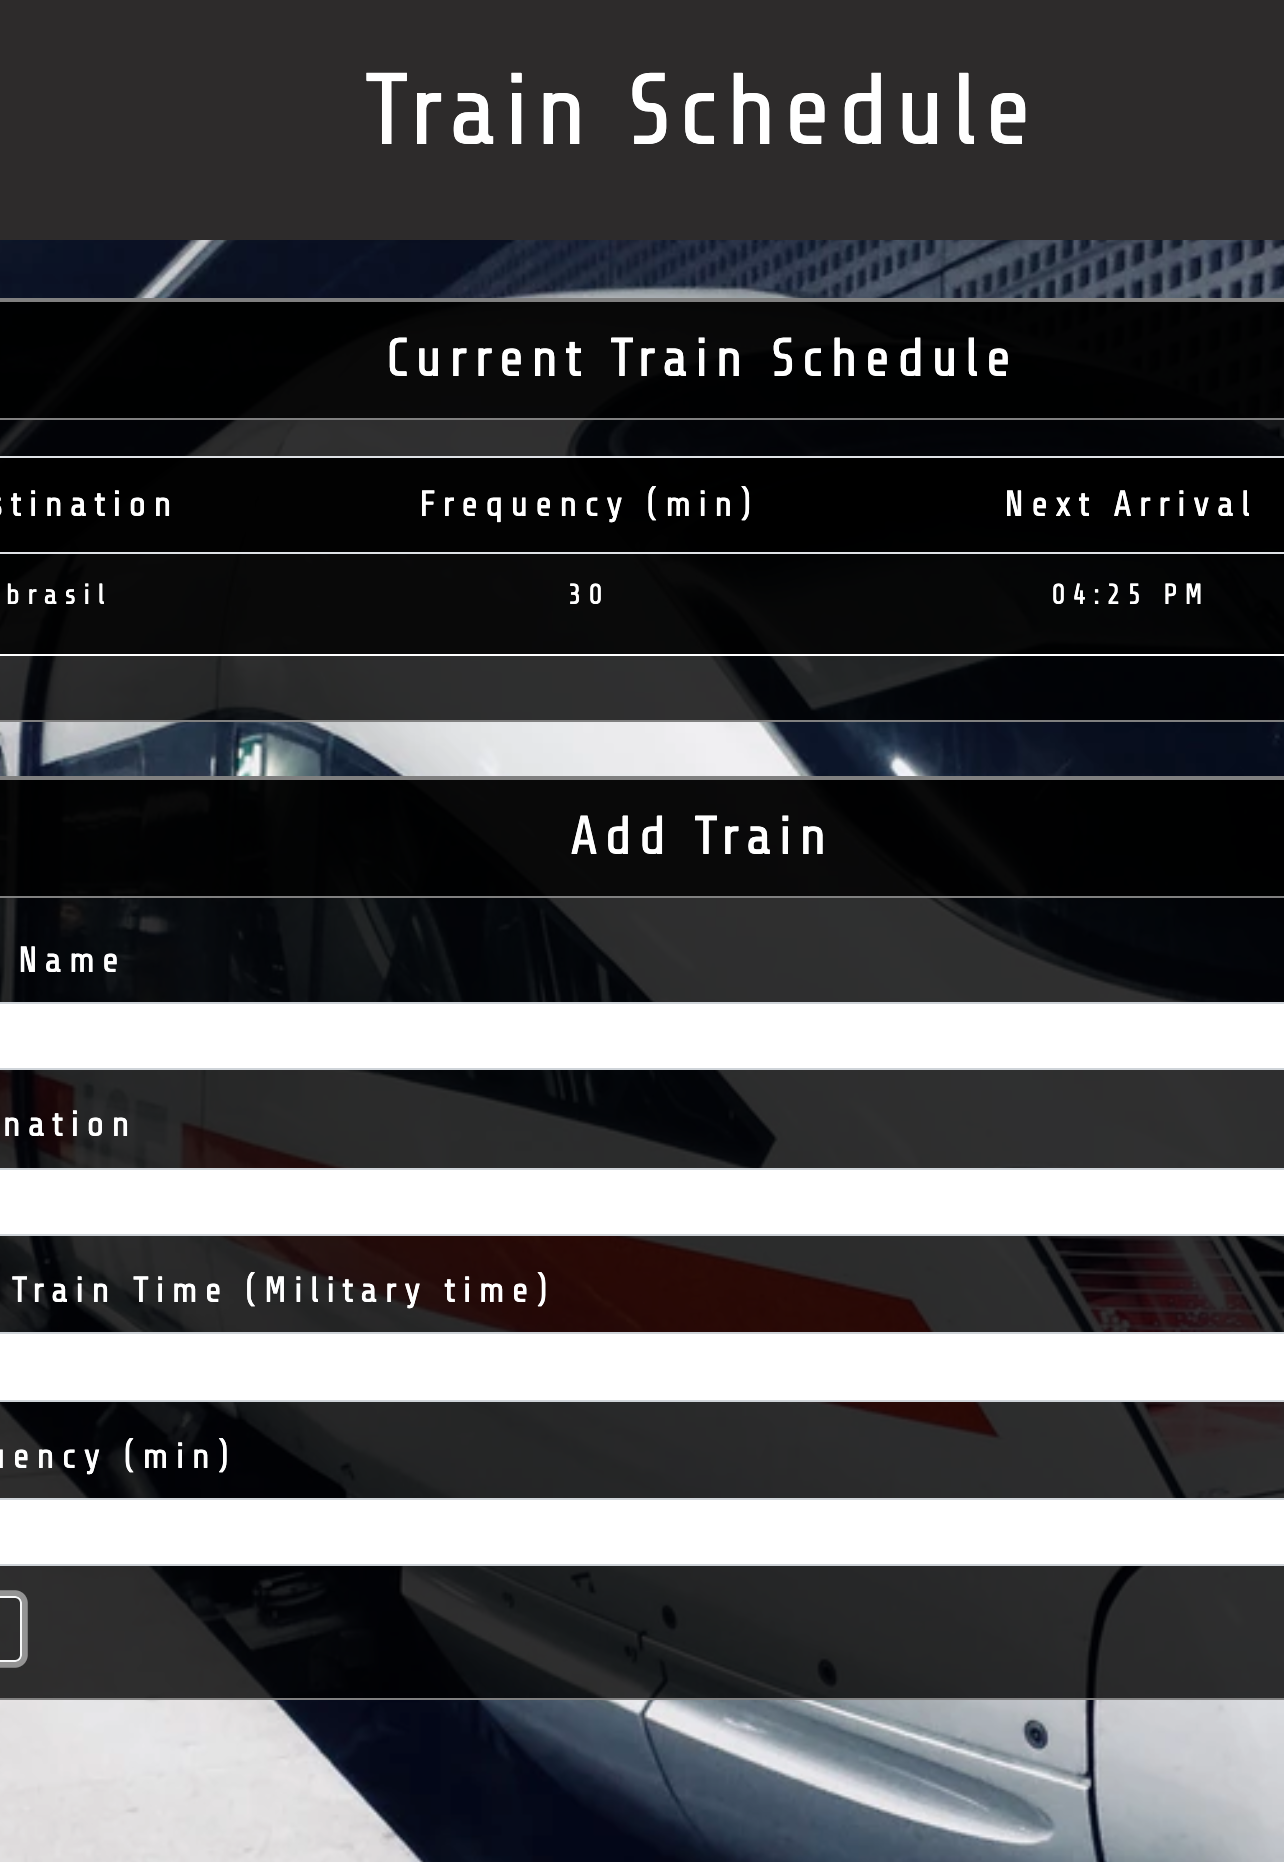 Train Schedule
Current Train Schedule
stination Frequency (min) Next Arrival
brasil 30 04:25 PM
Add Train
Name
nation
Train Time (Military time)
uency (min)